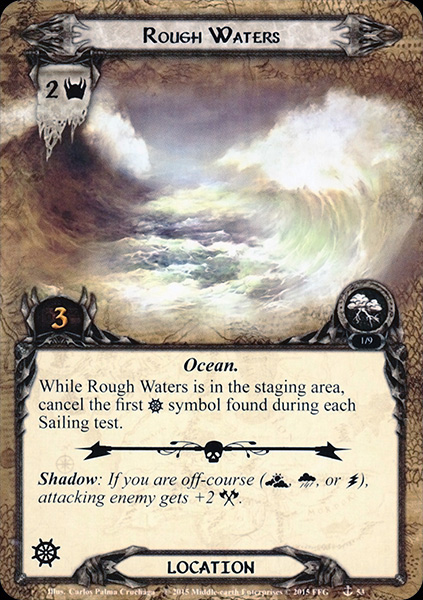 ROUGH WATERS
2
3
1/9
Ocean.
While Rough Waters is in the staging area,
cancel the first symbol found during each
Sailing test.
Shadow: If you are off-course ( , , or ),
attacking enemy gets +2 .
LOCATION
Illus. Carlos Palma Cruchaga © 2015 Middle-earth Enterprises © 2015 FFG 53